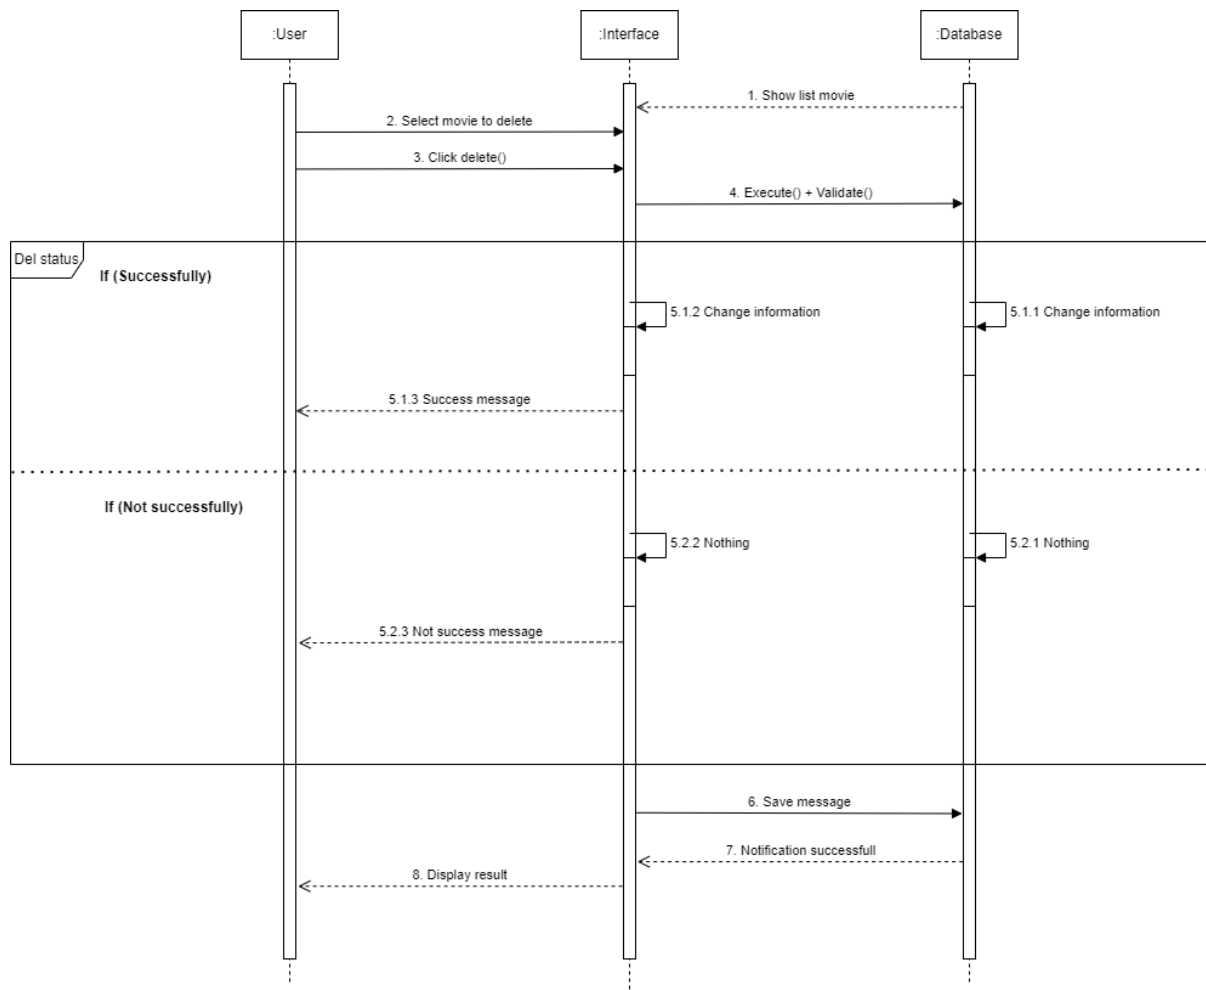 :User
:Interface
:Database
1. Show list movie
2. Select movie to delete
3. Click delete()
4. Execute() + Validate()
Del status
If (Successfully)
5.1.2 Change information
5.1.1 Change information
5.1.3 Success message
If (Not successfully)
5.2.2 Nothing
5.2.1 Nothing
5.2.3 Not success message
6. Save message
7. Notification successfull
8. Display result